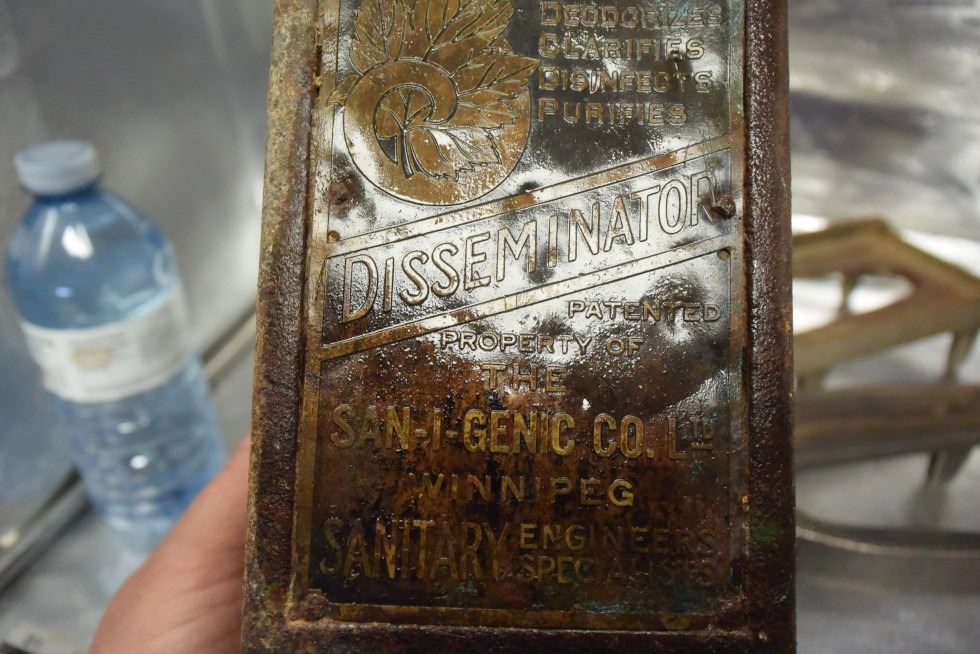 DEODORIZES
CLARIFIES
DISINFECTS
PURIFIES
DISSEMINATOR
PATENTED
PROPERTY OF
THE
SAN-I-GENIC CO. LTD
WINNIPEG
SANITARY ENGINEERS
SPECIALISTS